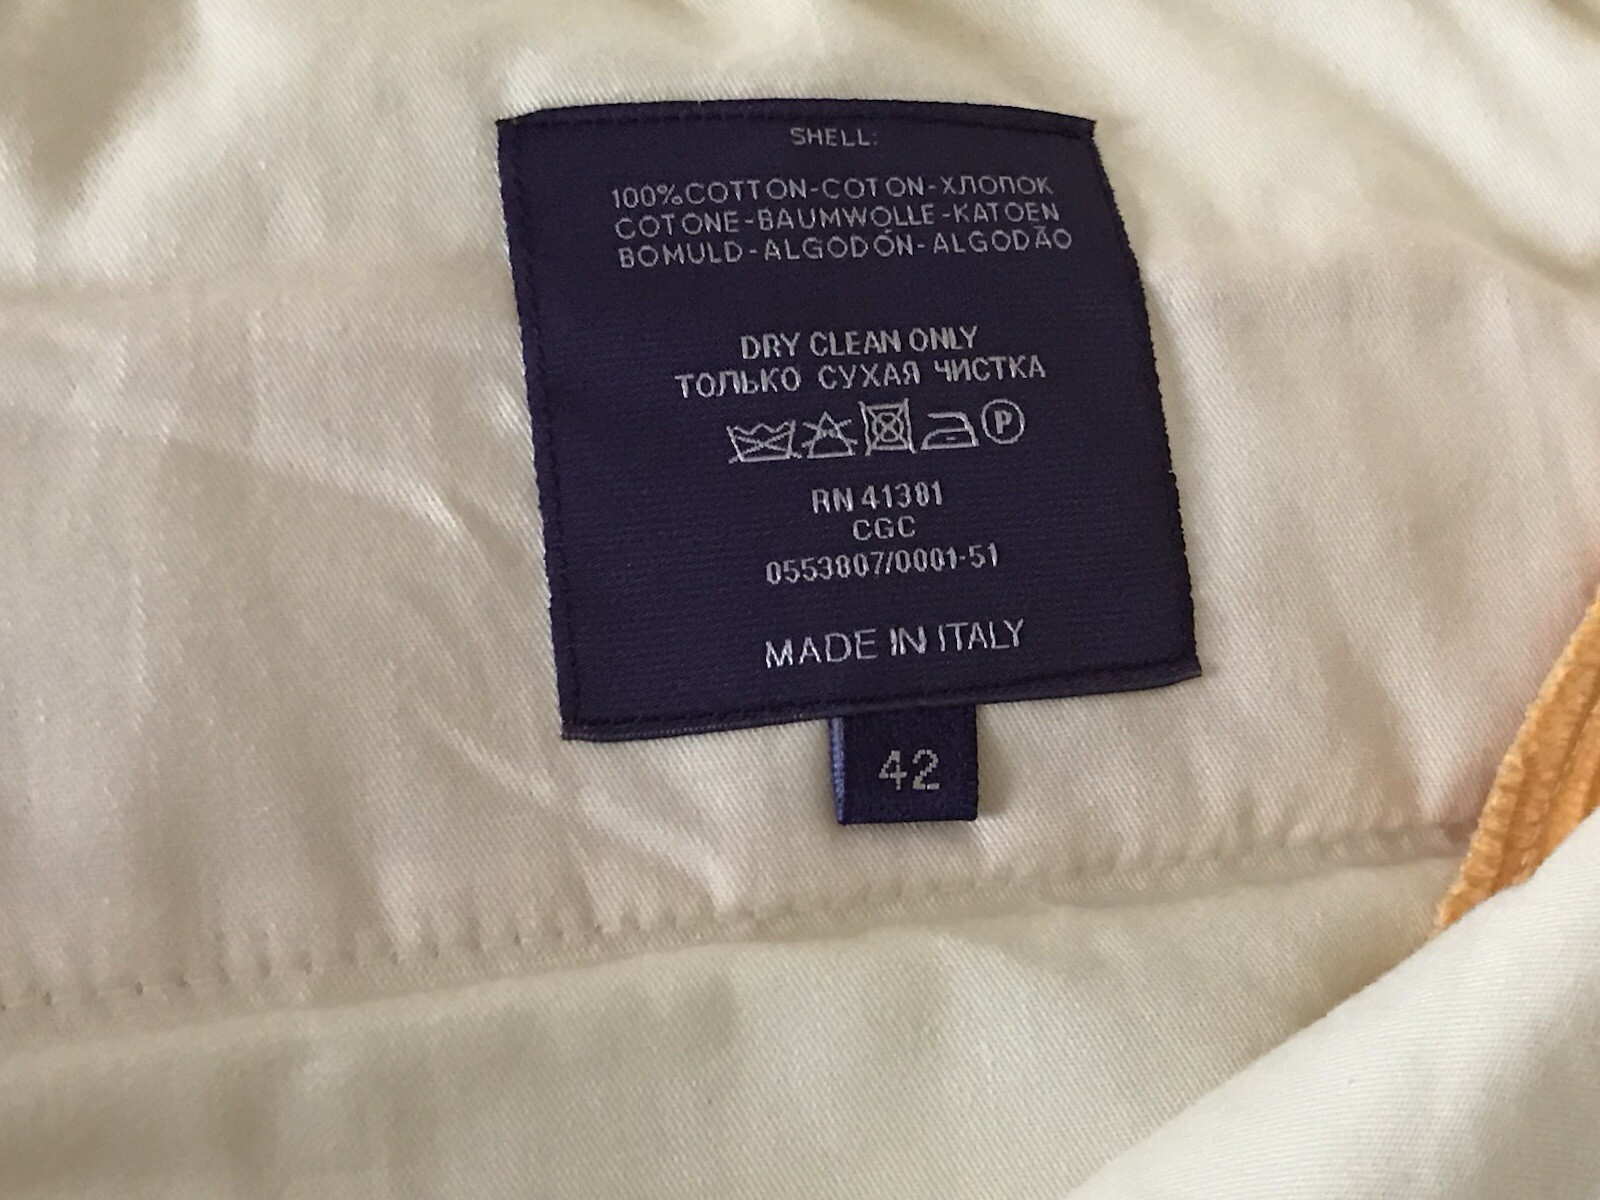 SHELL:
100%COTTON-COTON-ХЛОПОК
COTONE-BAUMWOLLE-KATOEN
BOMULD-ALGODÓN-ALGODÃO
DRY CLEAN ONLY
ТОЛЬКО СУХАЯ ЧИСТКА
P
RN 41381
CGC
0553807/0001-51
MADE IN ITALY
42